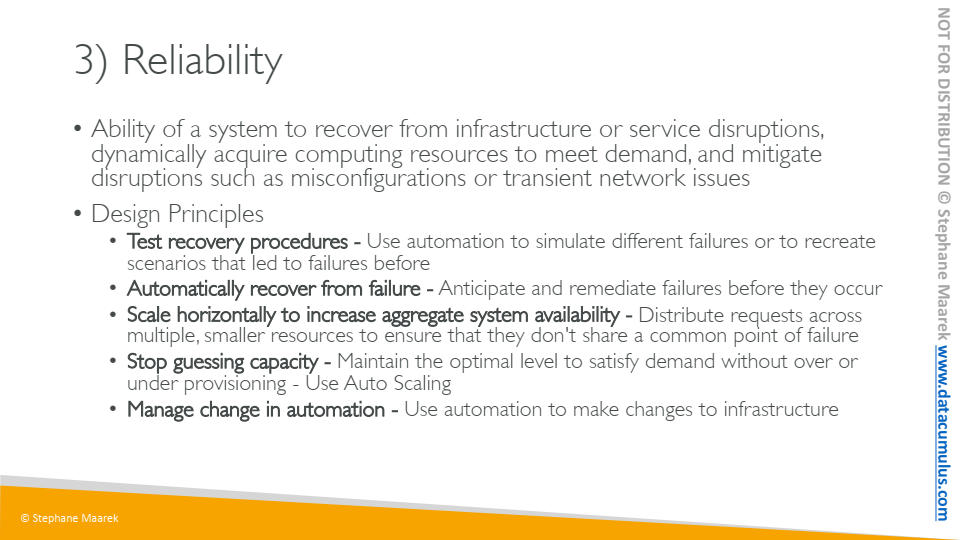 3) Reliability
• Ability of a system to recover from infrastructure or service disruptions,
dynamically acquire computing resources to meet demand, and mitigate
disruptions such as misconfigurations or transient network issues
• Design Principles
• Test recovery procedures - Use automation to simulate different failures or to recreate
scenarios that led to failures before
• Automatically recover from failure - Anticipate and remediate failures before they occur
• Scale horizontally to increase aggregate system availability - Distribute requests across
multiple, smaller resources to ensure that they don't share a common point of failure
• Stop guessing capacity - Maintain the optimal level to satisfy demand without over or
under provisioning - Use Auto Scaling
• Manage change in automation - Use automation to make changes to infrastructure
© Stephane Maarek
NOT FOR DISTRIBUTION © Stephane Maarek www.datacumulus.com